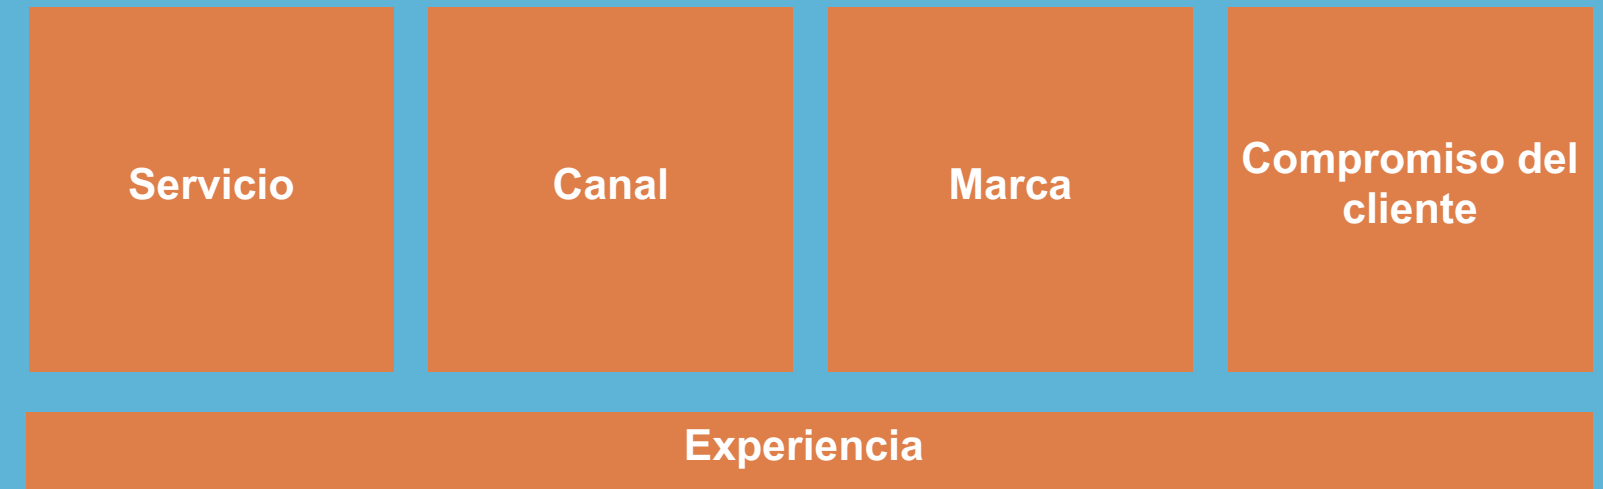 Servicio
Canal
Marca
Compromiso del
cliente
Experiencia